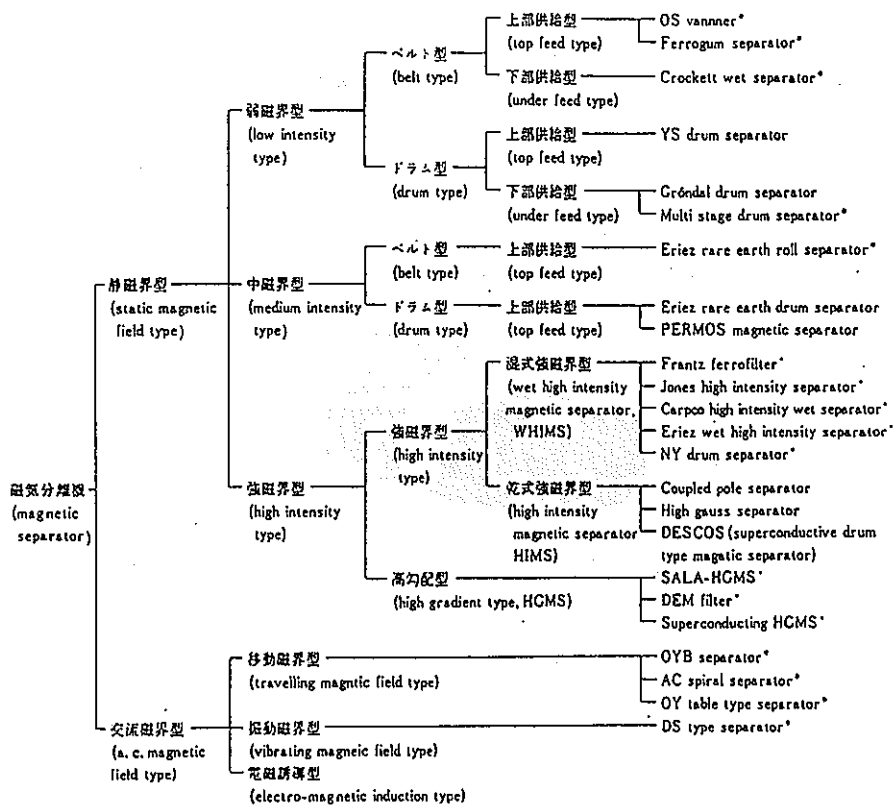 磁気分離機
(magnetic
separator)
静磁界型
(static magnetic
field type)
弱磁界型
(low intensity
type)
ベルト型
(belt type)
上部供給型
(top feed type)
OS vannner*
Ferrogum separator*
下部供給型
(under feed type)
Crockett wet separator*
ドラム型
(drum type)
上部供給型
(top feed type)
YS drum separator
下部供給型
(under feed type)
Gröndal drum separator
Multi stage drum separator*
中磁界型
(medium intensity
type)
ベルト型
(belt type)
上部供給型
(top feed type)
Eriez rare earth roll separator*
ドラム型
(drum type)
上部供給型
(top feed type)
Eriez rare earth drum separator
PERMOS magnetic separator
強磁界型
(high intensity
type)
強磁界型
(high intensity
type)
湿式強磁界型
(wet high intensity
magnetic separator,
WHIMS)
Frantz ferrofilter*
Jones high intensity separator*
Carpco high intensity wet separator*
Eriez wet high intensity separator*
NY drum separator*
乾式強磁界型
(high intensity
magnetic separator
HIMS)
Coupled pole separator
High gauss separator
DESCOS (superconductive drum
type magatic separator)
高勾配型
(high gradient type, HGMS)
SALA-HGMS*
DEM filter*
Superconducting HGMS*
交流磁界型
(a. c. magnetic
field type)
移動磁界型
(travelling magntic field type)
OYB separator*
AC spiral separator*
OY table type separator*
振動磁界型
(vibrating magneic field type)
DS type separator*
電磁誘導型
(electro-magnetic induction type)